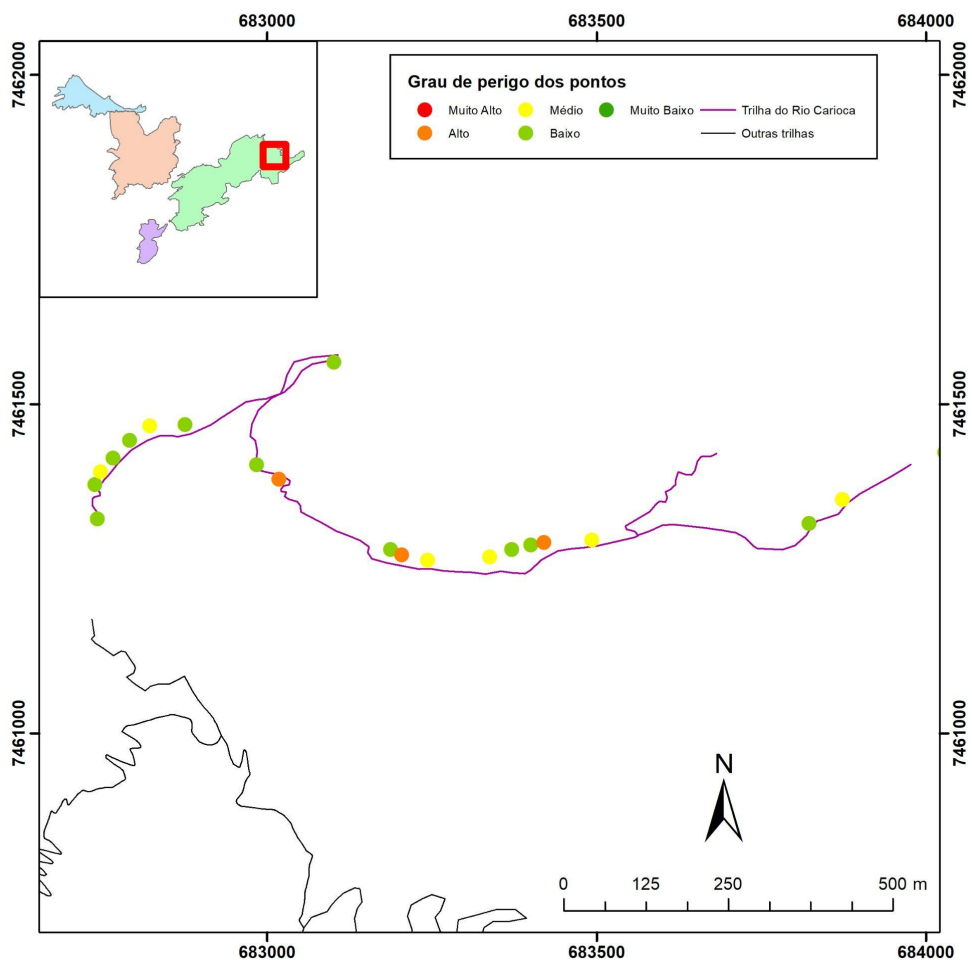 683000 683500 684000
7462000 7462000
Grau de perigo dos pontos
Muito Alto Médio Muito Baixo Trilha do Rio Carioca
Alto Baixo Outras trilhas
7461500 7461500
7461000 7461000
N
0 125 250 500 m
683000 683500 684000